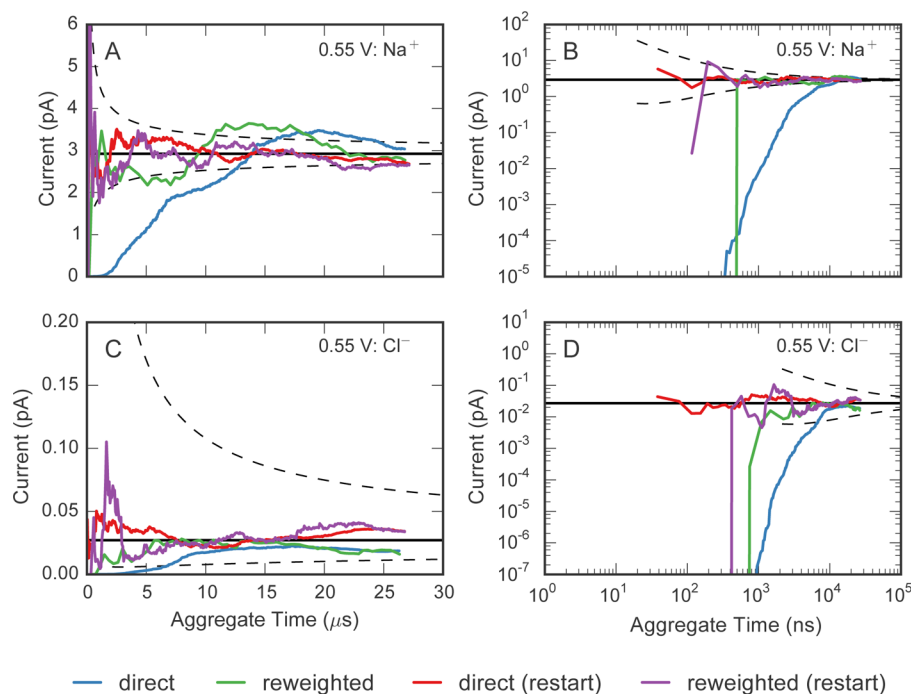 A
0.55 V: Na⁺
6
5
4
3
2
1
0
Current (pA)
B
0.55 V: Na⁺
10²
10¹
10⁰
10⁻¹
10⁻²
10⁻³
10⁻⁴
10⁻⁵
Current (pA)
C
0.55 V: Cl⁻
0.20
0.15
0.10
0.05
0.00
Current (pA)
0 5 10 15 20 25 30
Aggregate Time (μs)
D
0.55 V: Cl⁻
10¹
10⁰
10⁻¹
10⁻²
10⁻³
10⁻⁴
10⁻⁵
10⁻⁶
10⁻⁷
Current (pA)
10⁰ 10¹ 10² 10³ 10⁴ 10⁵
Aggregate Time (ns)
direct reweighted direct (restart) reweighted (restart)